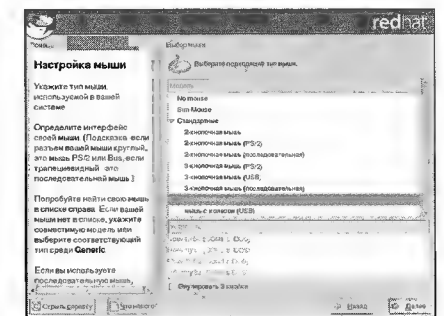 redhat
Выбор мыши
Настройка мыши
Укажите тип мыши,
используемой в вашей
системе
Определите интерфейс
своей мыши. (Подсказка если
разъем вашей мыши круглый,
это мышь PS/2 или Bus, если
трапециевидный это
последовательная мышь.)
Попробуйте найти свою мышь
в списке справа. Если вашей
мыши нет в списке, укажите
совместимую модель или
выберите соответствующий
тип среди Generic
Если вы используете
последовательную мышь,
Скрыть справку
Выберите подходящий тип мыши.
Модель
No mouse
Bus Mouse
Стандартные
2-кнопочная мышь
2-кнопочная мышь (PS/2)
2-кнопочная мышь (последовательная)
3-кнопочная мышь
3-кнопочная мышь (PS/2)
3-кнопочная мышь (USB)
3-кнопочная мышь (последовательная)
мышь с колесом (USB)
Эмулировать 3 кнопки
Назад
Далее